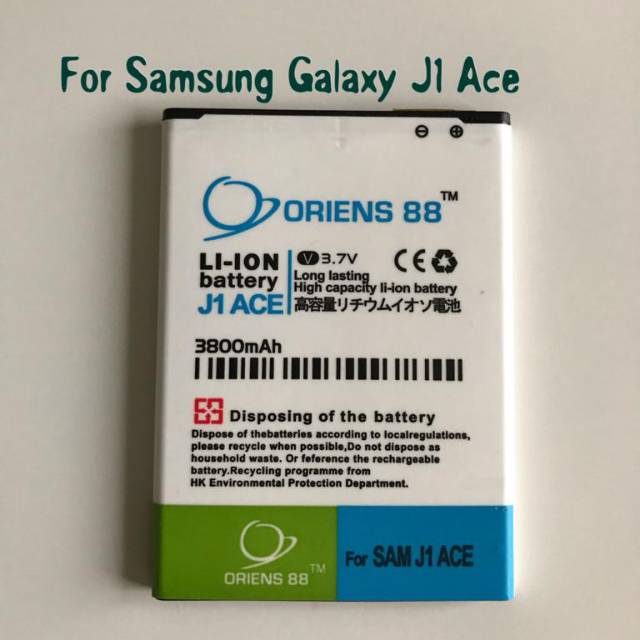 For Samsung Galaxy J1 Ace
⊖ ⊕
ORIENS 88™
LI-ION
battery
J1 ACE
V 3.7V
CE
Long lasting
High capacity li-ion battery
高容量リチウムイオソ電池
3800mAh
Disposing of the battery
Dispose of thebatteries according to localregulations,
please recycle when possible,Do not dispose as
household waste. Or feference the rechargeable
battery.Recycling programme from
HK Environmental Protection Department.
ORIENS 88™
For SAM J1 ACE